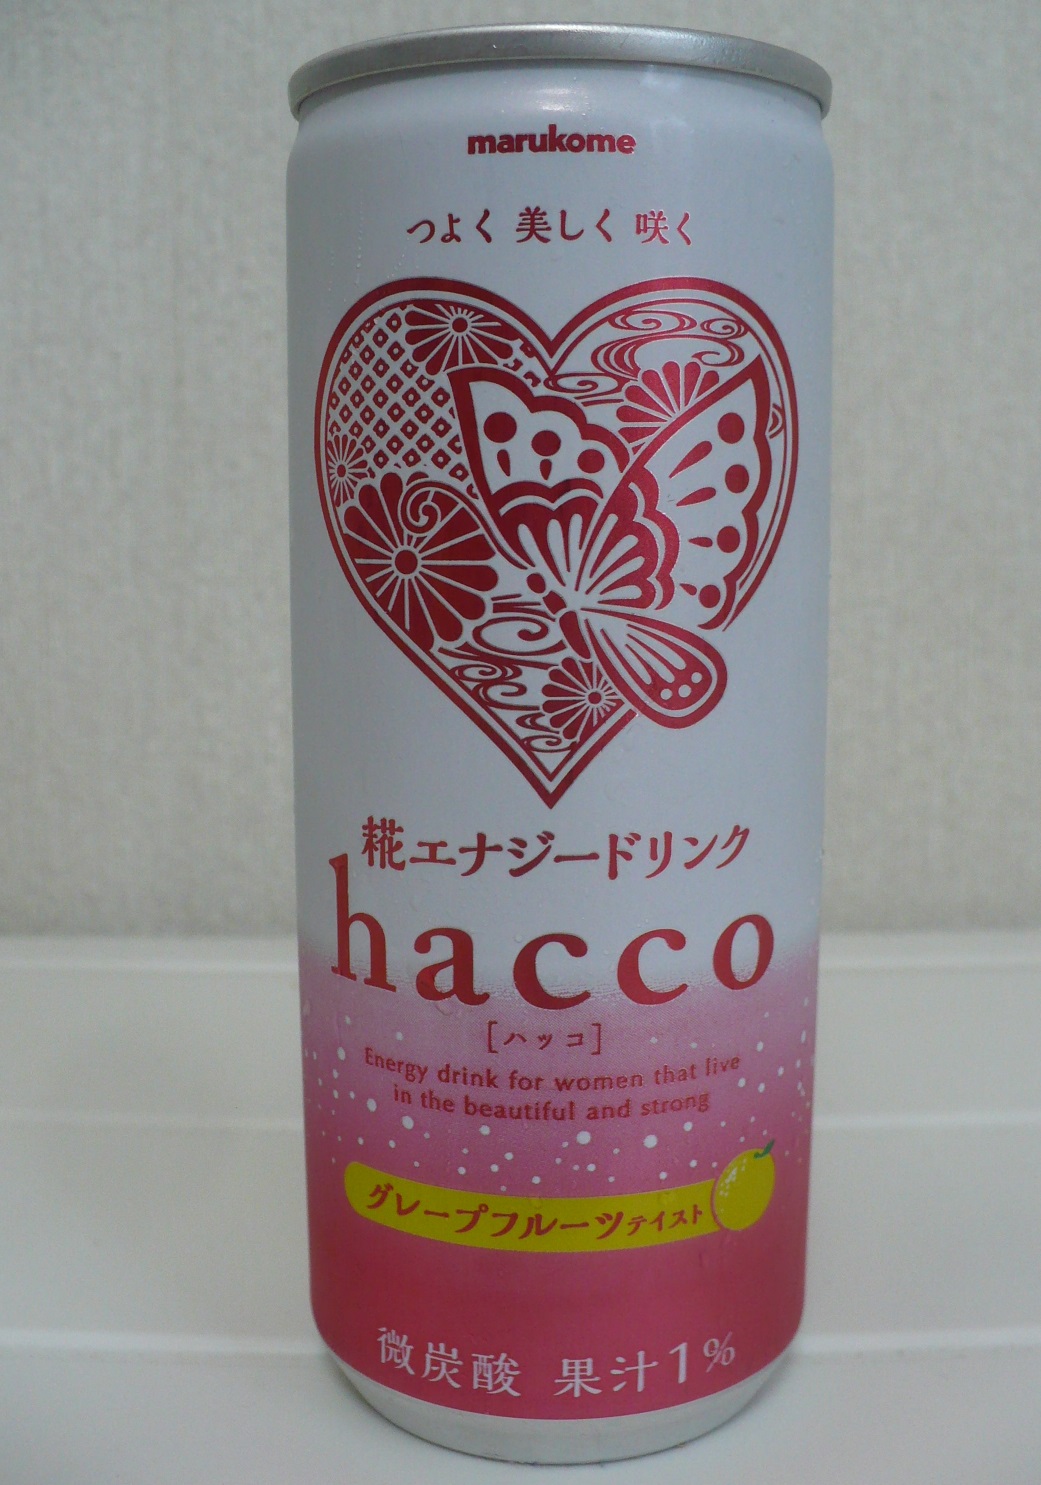 marukome
つよく 美しく 咲く
糀エナジードリンク
hacco
[ハッコ]
Energy drink for women that live
in the beautiful and strong
グレープフルーツテイスト
微炭酸 果汁1%